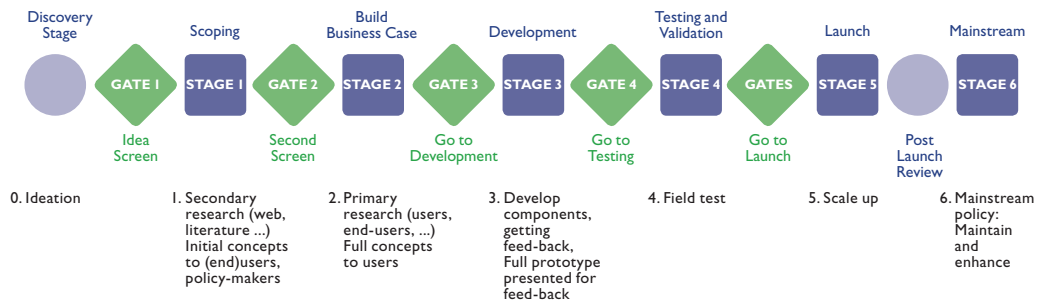 Discovery
Stage
Scoping
Build
Business Case
Development
Testing and
Validation
Launch
Mainstream
GATE 1
STAGE 1
GATE 2
STAGE 2
GATE 3
STAGE 3
GATE 4
STAGE 4
GATES
STAGE 5
STAGE 6
Idea
Screen
Second
Screen
Go to
Development
Go to
Testing
Go to
Launch
Post
Launch
Review
0. Ideation
1. Secondary
research (web,
literature ...)
Initial concepts
to (end)users,
policy-makers
2. Primary
research (users,
end-users, ...)
Full concepts
to users
3. Develop
components,
getting
feed-back,
Full prototype
presented for
feed-back
4. Field test
5. Scale up
6. Mainstream
policy:
Maintain
and
enhance